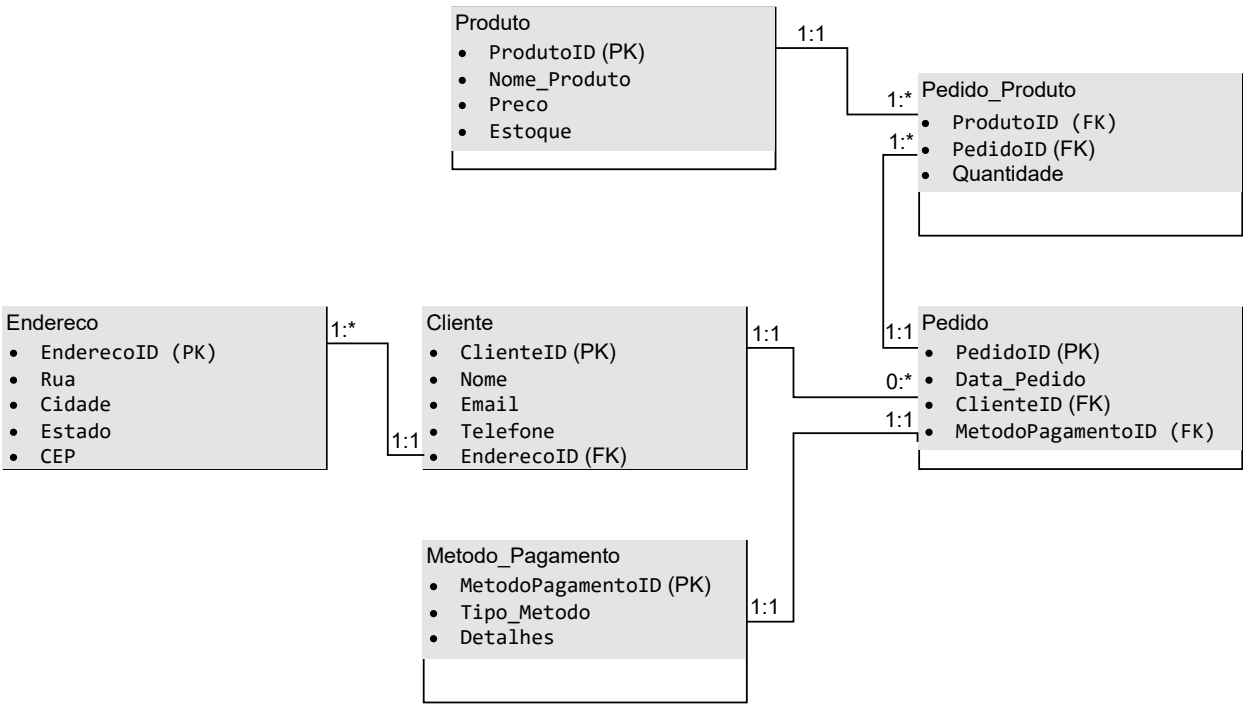 Produto
• ProdutoID (PK)
• Nome_Produto
• Preco
• Estoque
1:1
1:*
Pedido_Produto
• ProdutoID (FK)
• PedidoID (FK)
• Quantidade
1:*
Endereco
• EnderecoID (PK)
• Rua
• Cidade
• Estado
• CEP
1:*
1:1
Cliente
• ClienteID (PK)
• Nome
• Email
• Telefone
• EnderecoID (FK)
1:1
0:*
1:1
1:1
Pedido
• PedidoID (PK)
• Data_Pedido
• ClienteID (FK)
• MetodoPagamentoID (FK)
Metodo_Pagamento
• MetodoPagamentoID (PK)
• Tipo_Metodo
• Detalhes
1:1